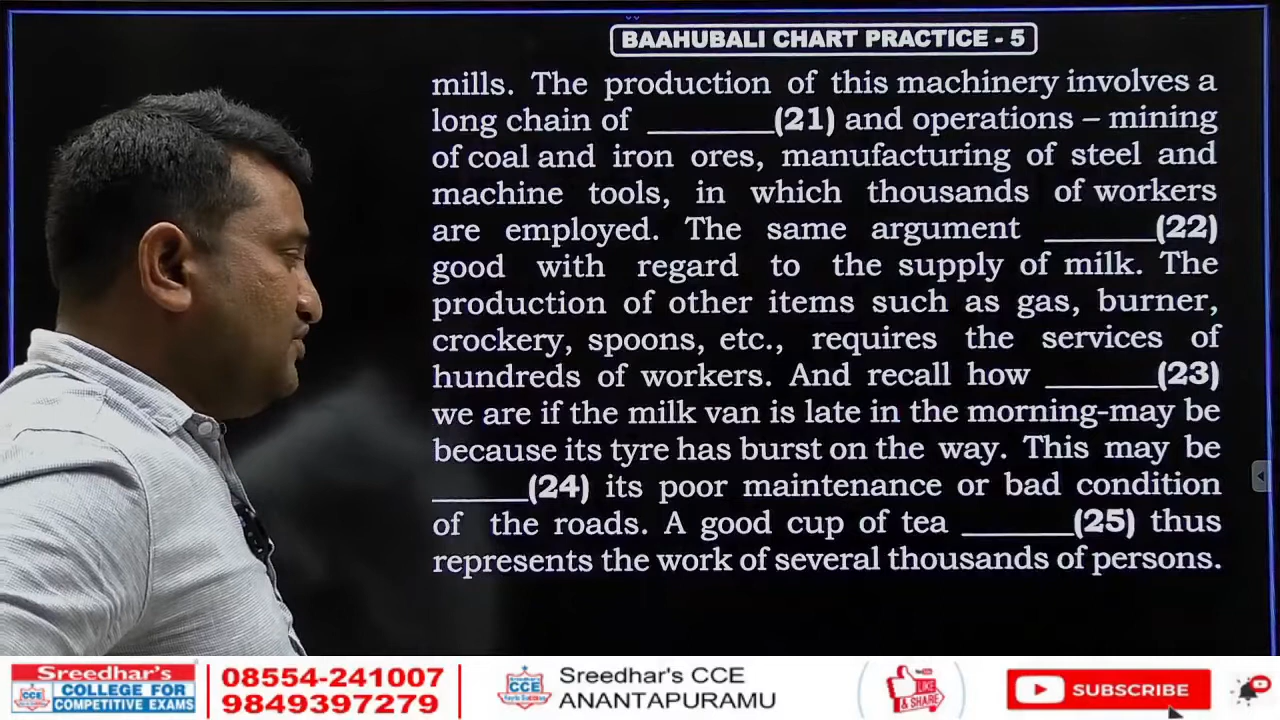 BAAHUBALI CHART PRACTICE - 5
mills. The production of this machinery involves a
long chain of ________(21) and operations – mining
of coal and iron ores, manufacturing of steel and
machine tools, in which thousands of workers
are employed. The same argument _______(22)
good with regard to the supply of milk. The
production of other items such as gas, burner,
crockery, spoons, etc., requires the services of
hundreds of workers. And recall how _______(23)
we are if the milk van is late in the morning-may be
because its tyre has burst on the way. This may be
______(24) its poor maintenance or bad condition
of the roads. A good cup of tea _______(25) thus
represents the work of several thousands of persons.
Sreedhar's
CCE
COLLEGE FOR
COMPETITIVE EXAMS
08554-241007
9849397279
CCE
Sreedhar's CCE
ANANTAPURAMU
LIKE
& SHARE
SUBSCRIBE